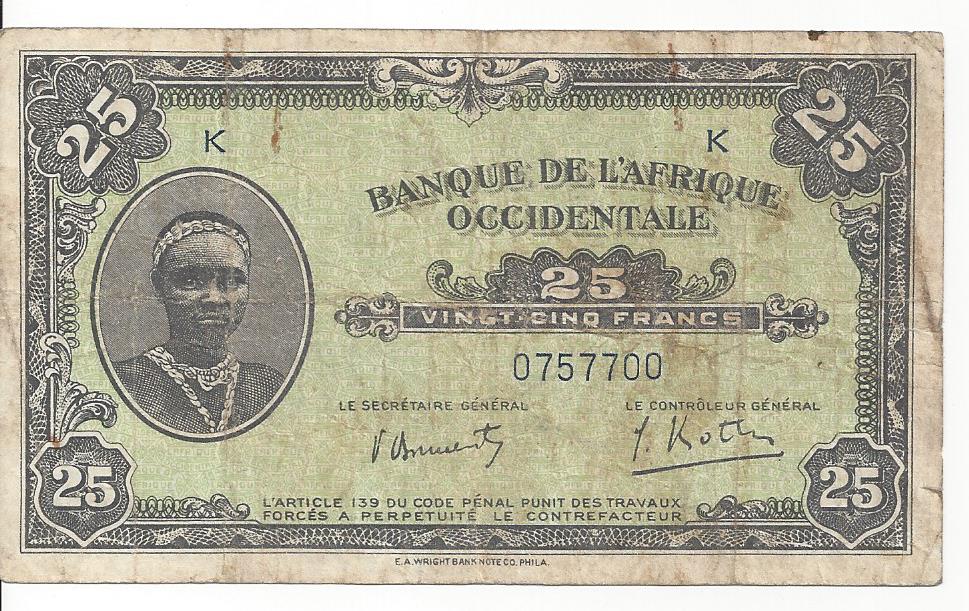 25 25
K K
BANQUE DE L'AFRIQUE
OCCIDENTALE
25
VINGT-CINQ FRANCS
0757700
LE SECRÉTAIRE GÉNÉRAL LE CONTRÔLEUR GÉNÉRAL
25 25
L'ARTICLE 139 DU CODE PÉNAL PUNIT DES TRAVAUX
FORCÉS A PERPETUITÉ LE CONTREFACTEUR
E.A.WRIGHT BANK NOTE CO. PHILA.